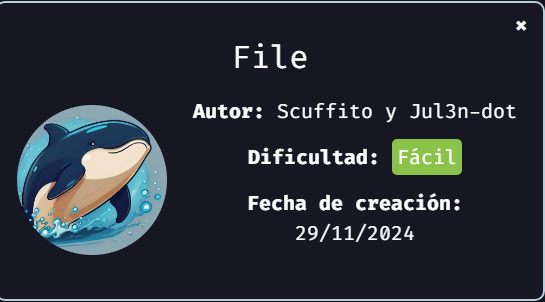 ✖
File
Autor: Scuffito y Jul3n-dot
Dificultad: Fácil
Fecha de creación:
29/11/2024